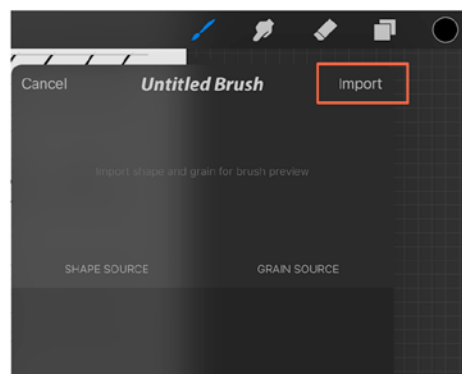 Cancel Untitled Brush Import
Import shape and grain for brush preview
SHAPE SOURCE GRAIN SOURCE